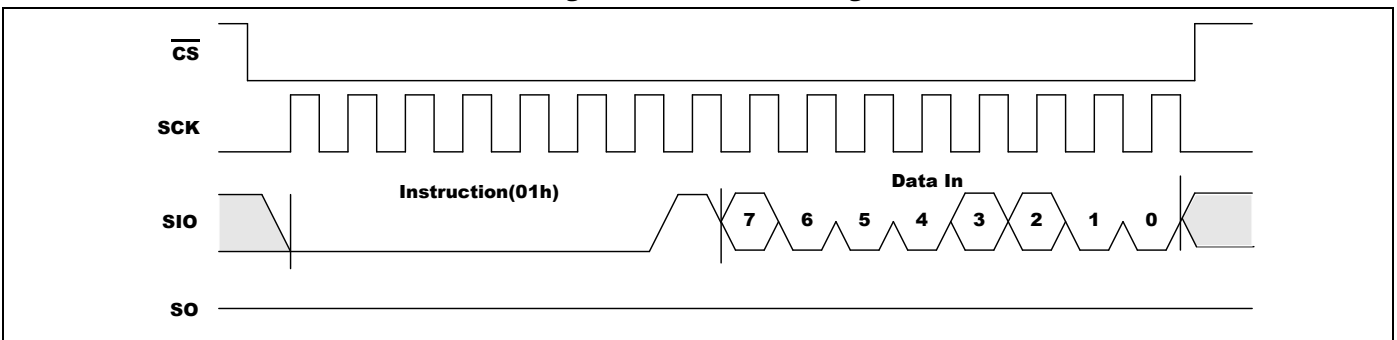 CS
SCK
Instruction(01h)
Data In
SIO
7 6 5 4 3 2 1 0
SO